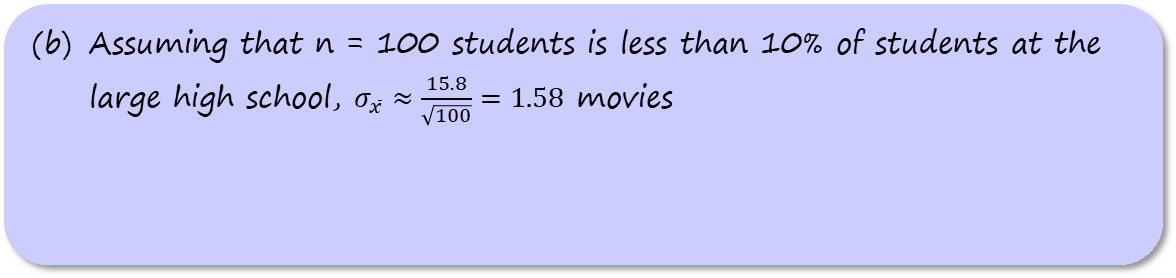 (b) Assuming that n = 100 students is less than 10% of students at the
large high school, σx̄ ≈ 15.8/√100 = 1.58 movies